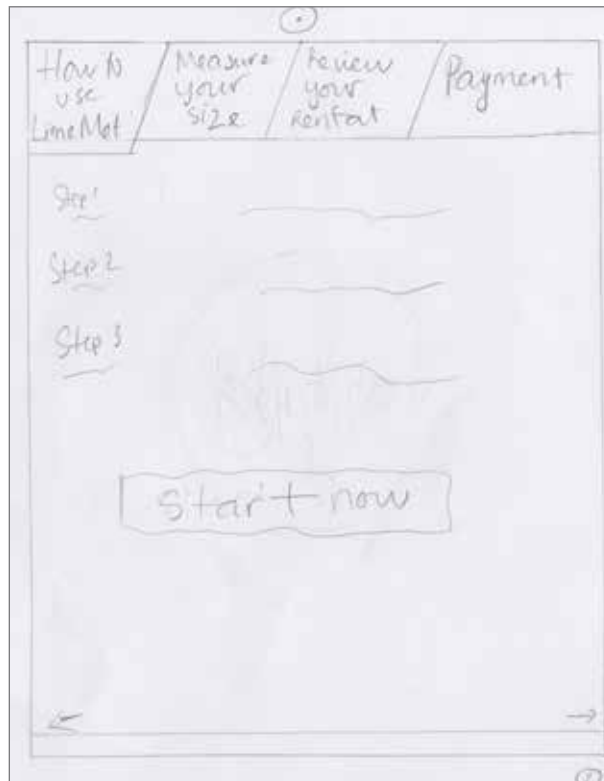 How to
use
LimeMet
Measure
your
size
Review
your
Rental
Payment
Step 1
Step 2
Step 3
Start now